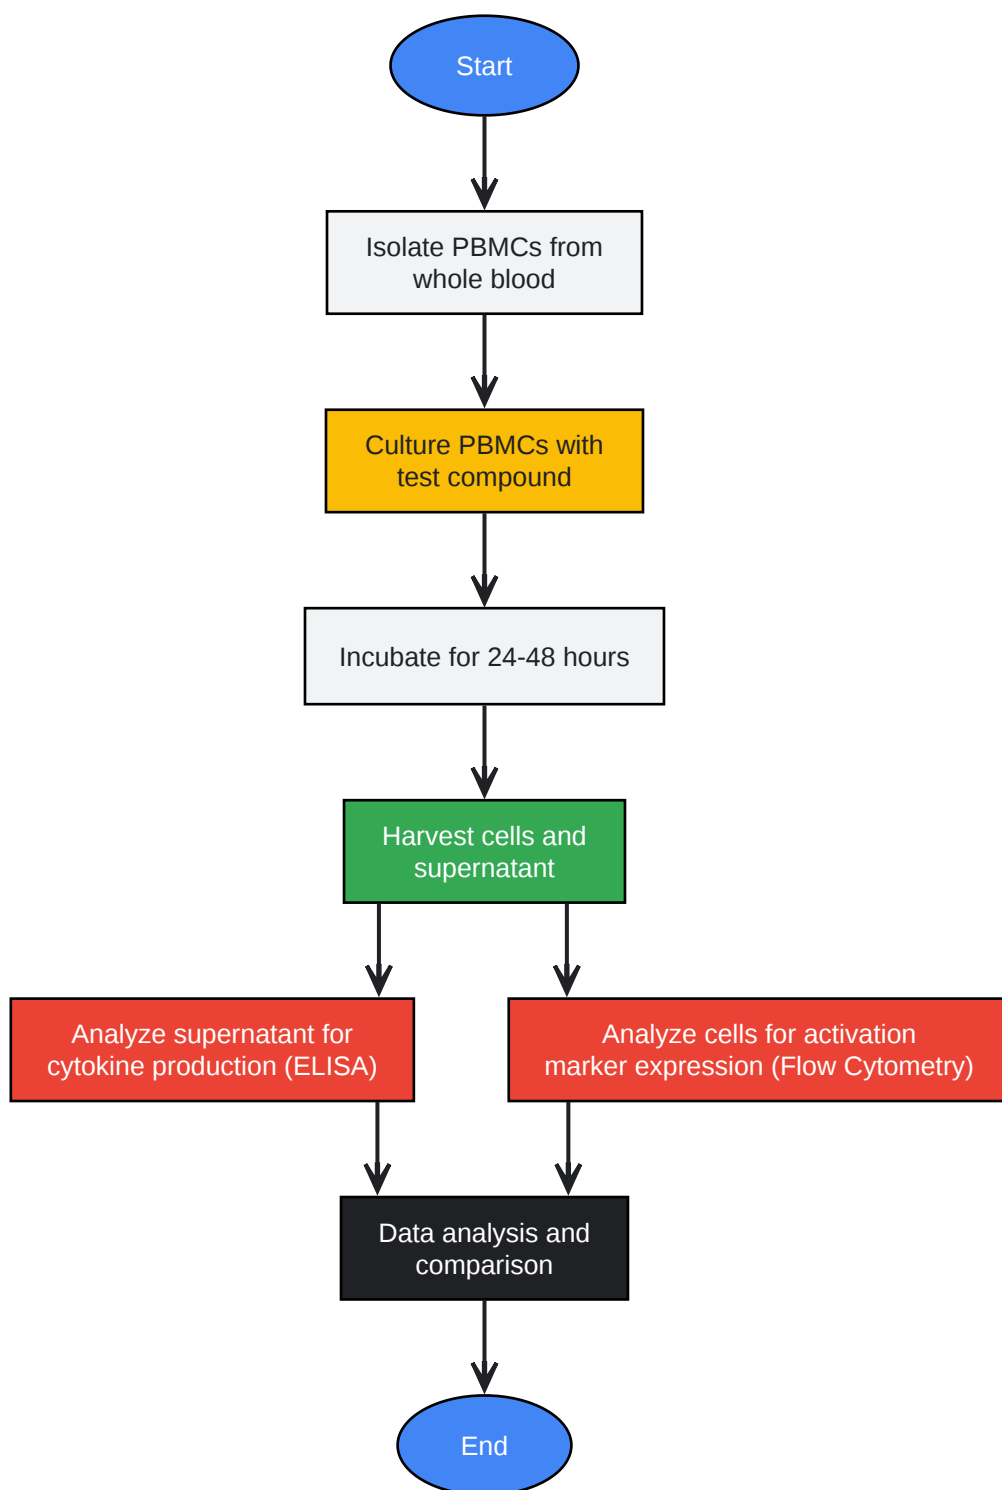 Start
Isolate PBMCs from
whole blood
Culture PBMCs with
test compound
Incubate for 24-48 hours
Harvest cells and
supernatant
Analyze supernatant for
cytokine production (ELISA)
Analyze cells for activation
marker expression (Flow Cytometry)
Data analysis and
comparison
End